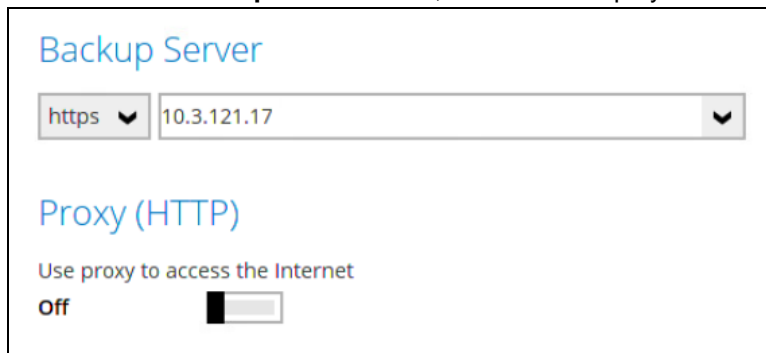 Backup Server
https 10.3.121.17
Proxy (HTTP)
Use proxy to access the Internet
Off